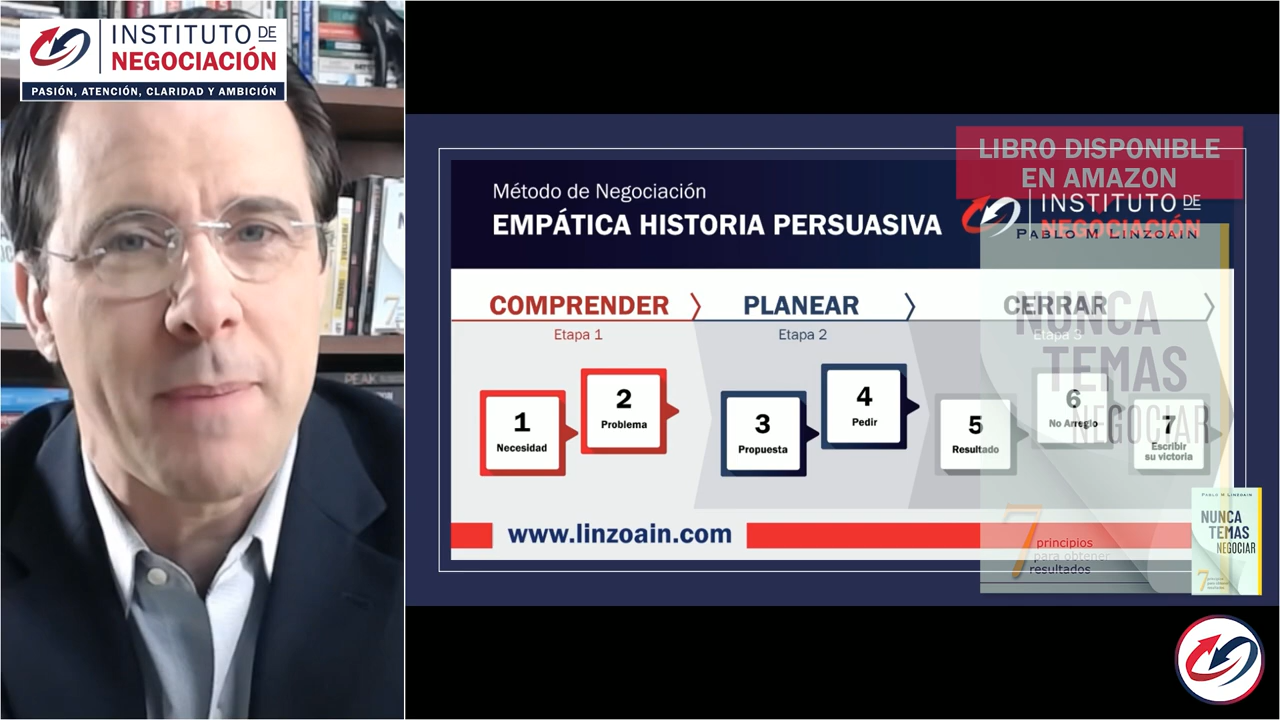 INSTITUTO DE
NEGOCIACIÓN
PASIÓN, ATENCIÓN, CLARIDAD Y AMBICIÓN
Método de Negociación
EMPÁTICA HISTORIA PERSUASIVA
LIBRO DISPONIBLE
EN AMAZON
INSTITUTO DE
NEGOCIACIÓN
PABLO M LINZOAIN
COMPRENDER
Etapa 1
PLANEAR
Etapa 2
CERRAR
Etapa 3
NUNCA
TEMAS
NEGOCIAR
1
Necesidad
2
Problema
3
Propuesta
4
Pedir
5
Resultado
6
No Arreglo
7
Escribir
su victoria
www.linzoain.com
7 principios
para obtener
resultados
PABLO M LINZOAIN
NUNCA
TEMAS
NEGOCIAR
7
PEAK